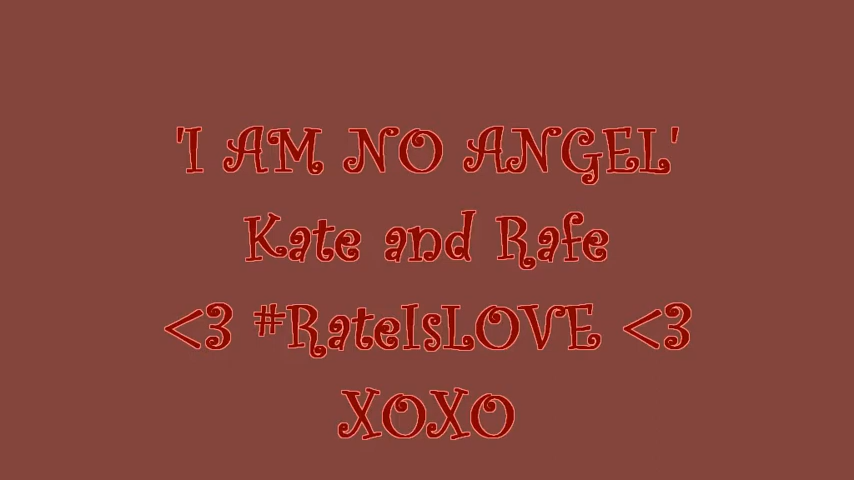 'I AM NO ANGEL'
Kate and Rafe
<3 #RateIsLOVE <3
XOXO